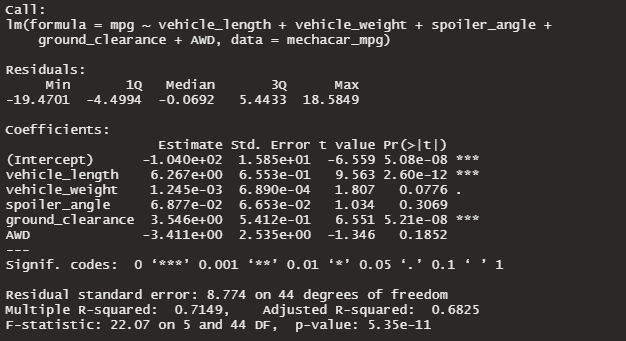 Call:
lm(formula = mpg ~ vehicle_length + vehicle_weight + spoiler_angle +
    ground_clearance + AWD, data = mechacar_mpg)

Residuals:
     Min       1Q   Median       3Q      Max
-19.4701  -4.4994  -0.0692   5.4433  18.5849

Coefficients:
                   Estimate Std. Error t value Pr(>|t|)
(Intercept)      -1.040e+02  1.585e+01  -6.559 5.08e-08 ***
vehicle_length    6.267e+00  6.553e-01   9.563 2.60e-12 ***
vehicle_weight    1.245e-03  6.890e-04   1.807   0.0776 .
spoiler_angle     6.877e-02  6.653e-02   1.034   0.3069
ground_clearance  3.546e+00  5.412e-01   6.551 5.21e-08 ***
AWD              -3.411e+00  2.535e+00  -1.346   0.1852
---
Signif. codes:  0 ‘***’ 0.001 ‘**’ 0.01 ‘*’ 0.05 ‘.’ 0.1 ‘ ’ 1

Residual standard error: 8.774 on 44 degrees of freedom
Multiple R-squared:  0.7149,    Adjusted R-squared:  0.6825
F-statistic: 22.07 on 5 and 44 DF,  p-value: 5.35e-11